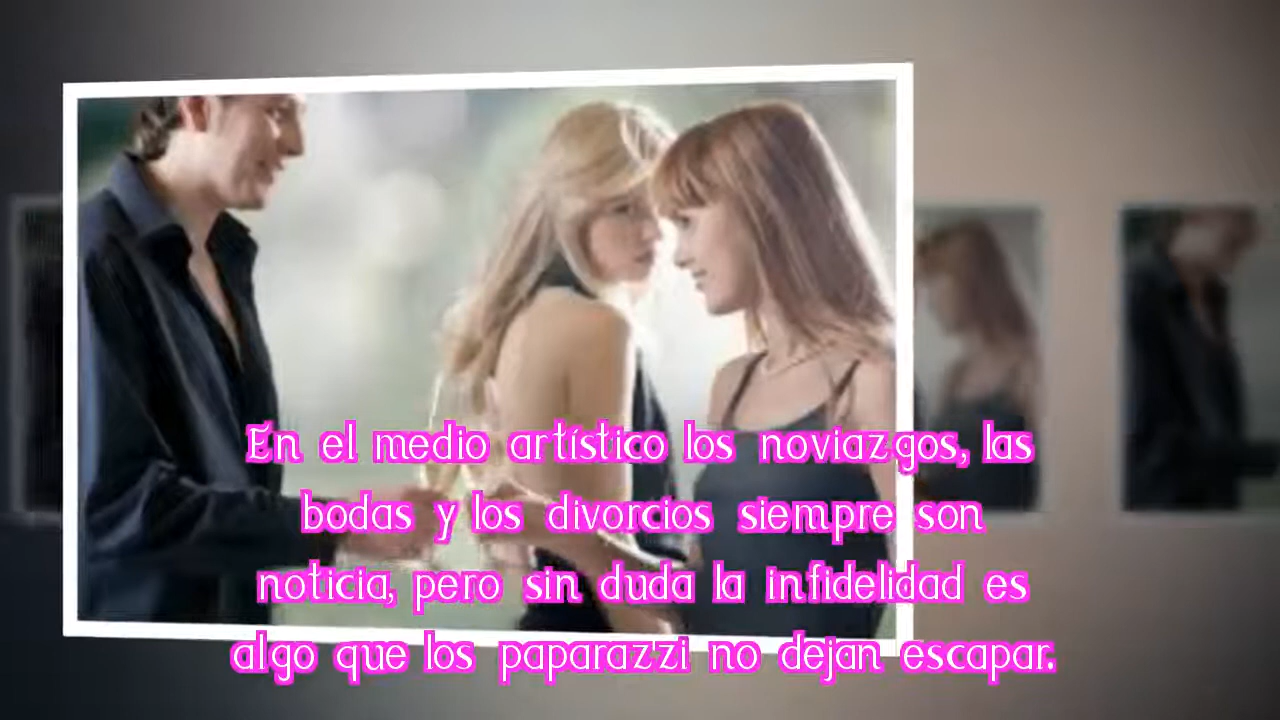 En el medio artístico los noviazgos, las
bodas y los divorcios siempre son
noticia, pero sin duda la infidelidad es
algo que los paparazzi no dejan escapar.